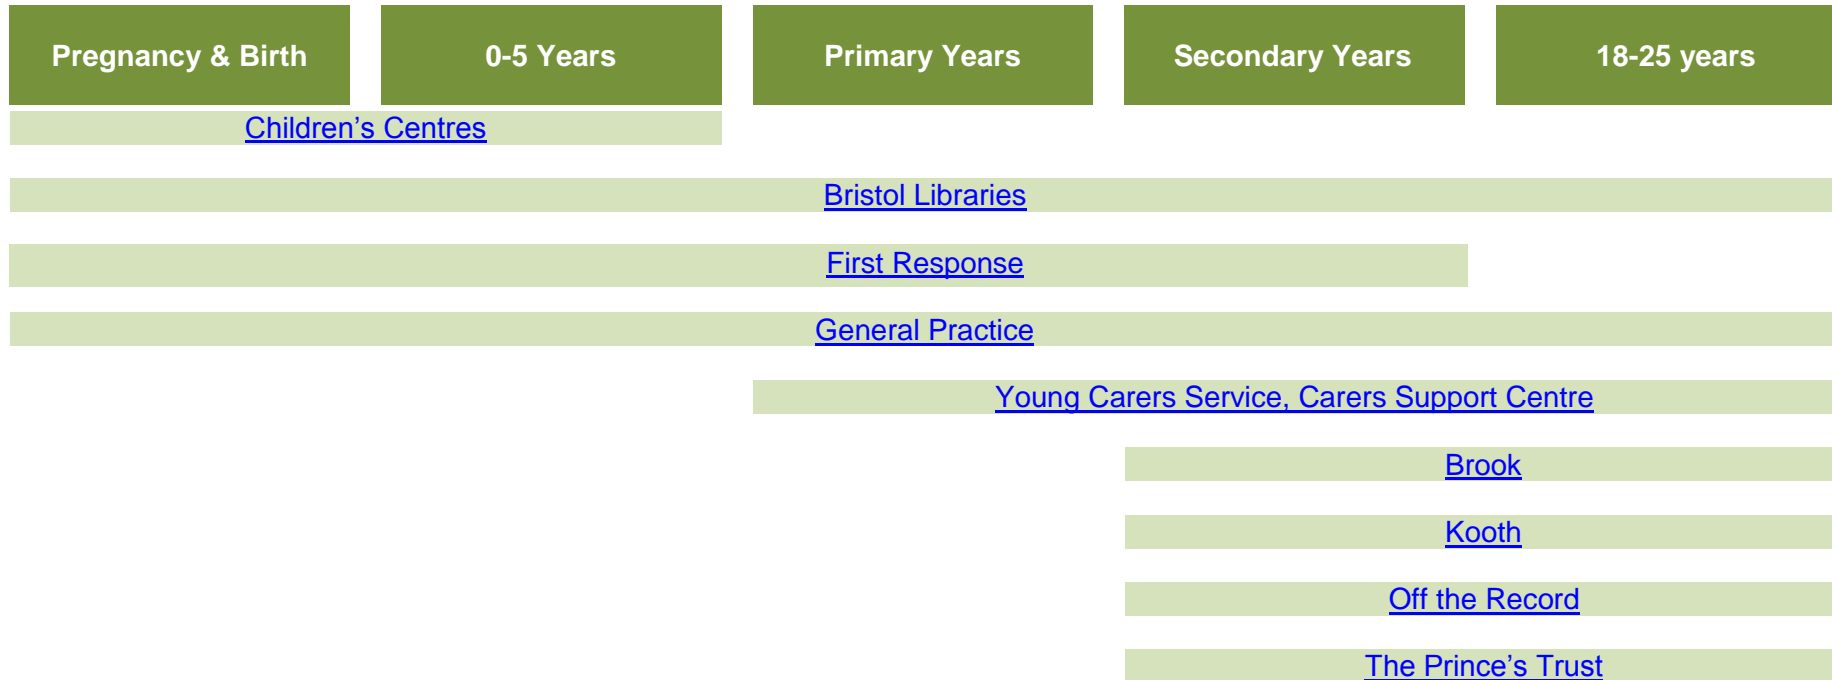 Pregnancy & Birth
0-5 Years
Primary Years
Secondary Years
18-25 years
Children’s Centres
Bristol Libraries
First Response
General Practice
Young Carers Service, Carers Support Centre
Brook
Kooth
Off the Record
The Prince’s Trust